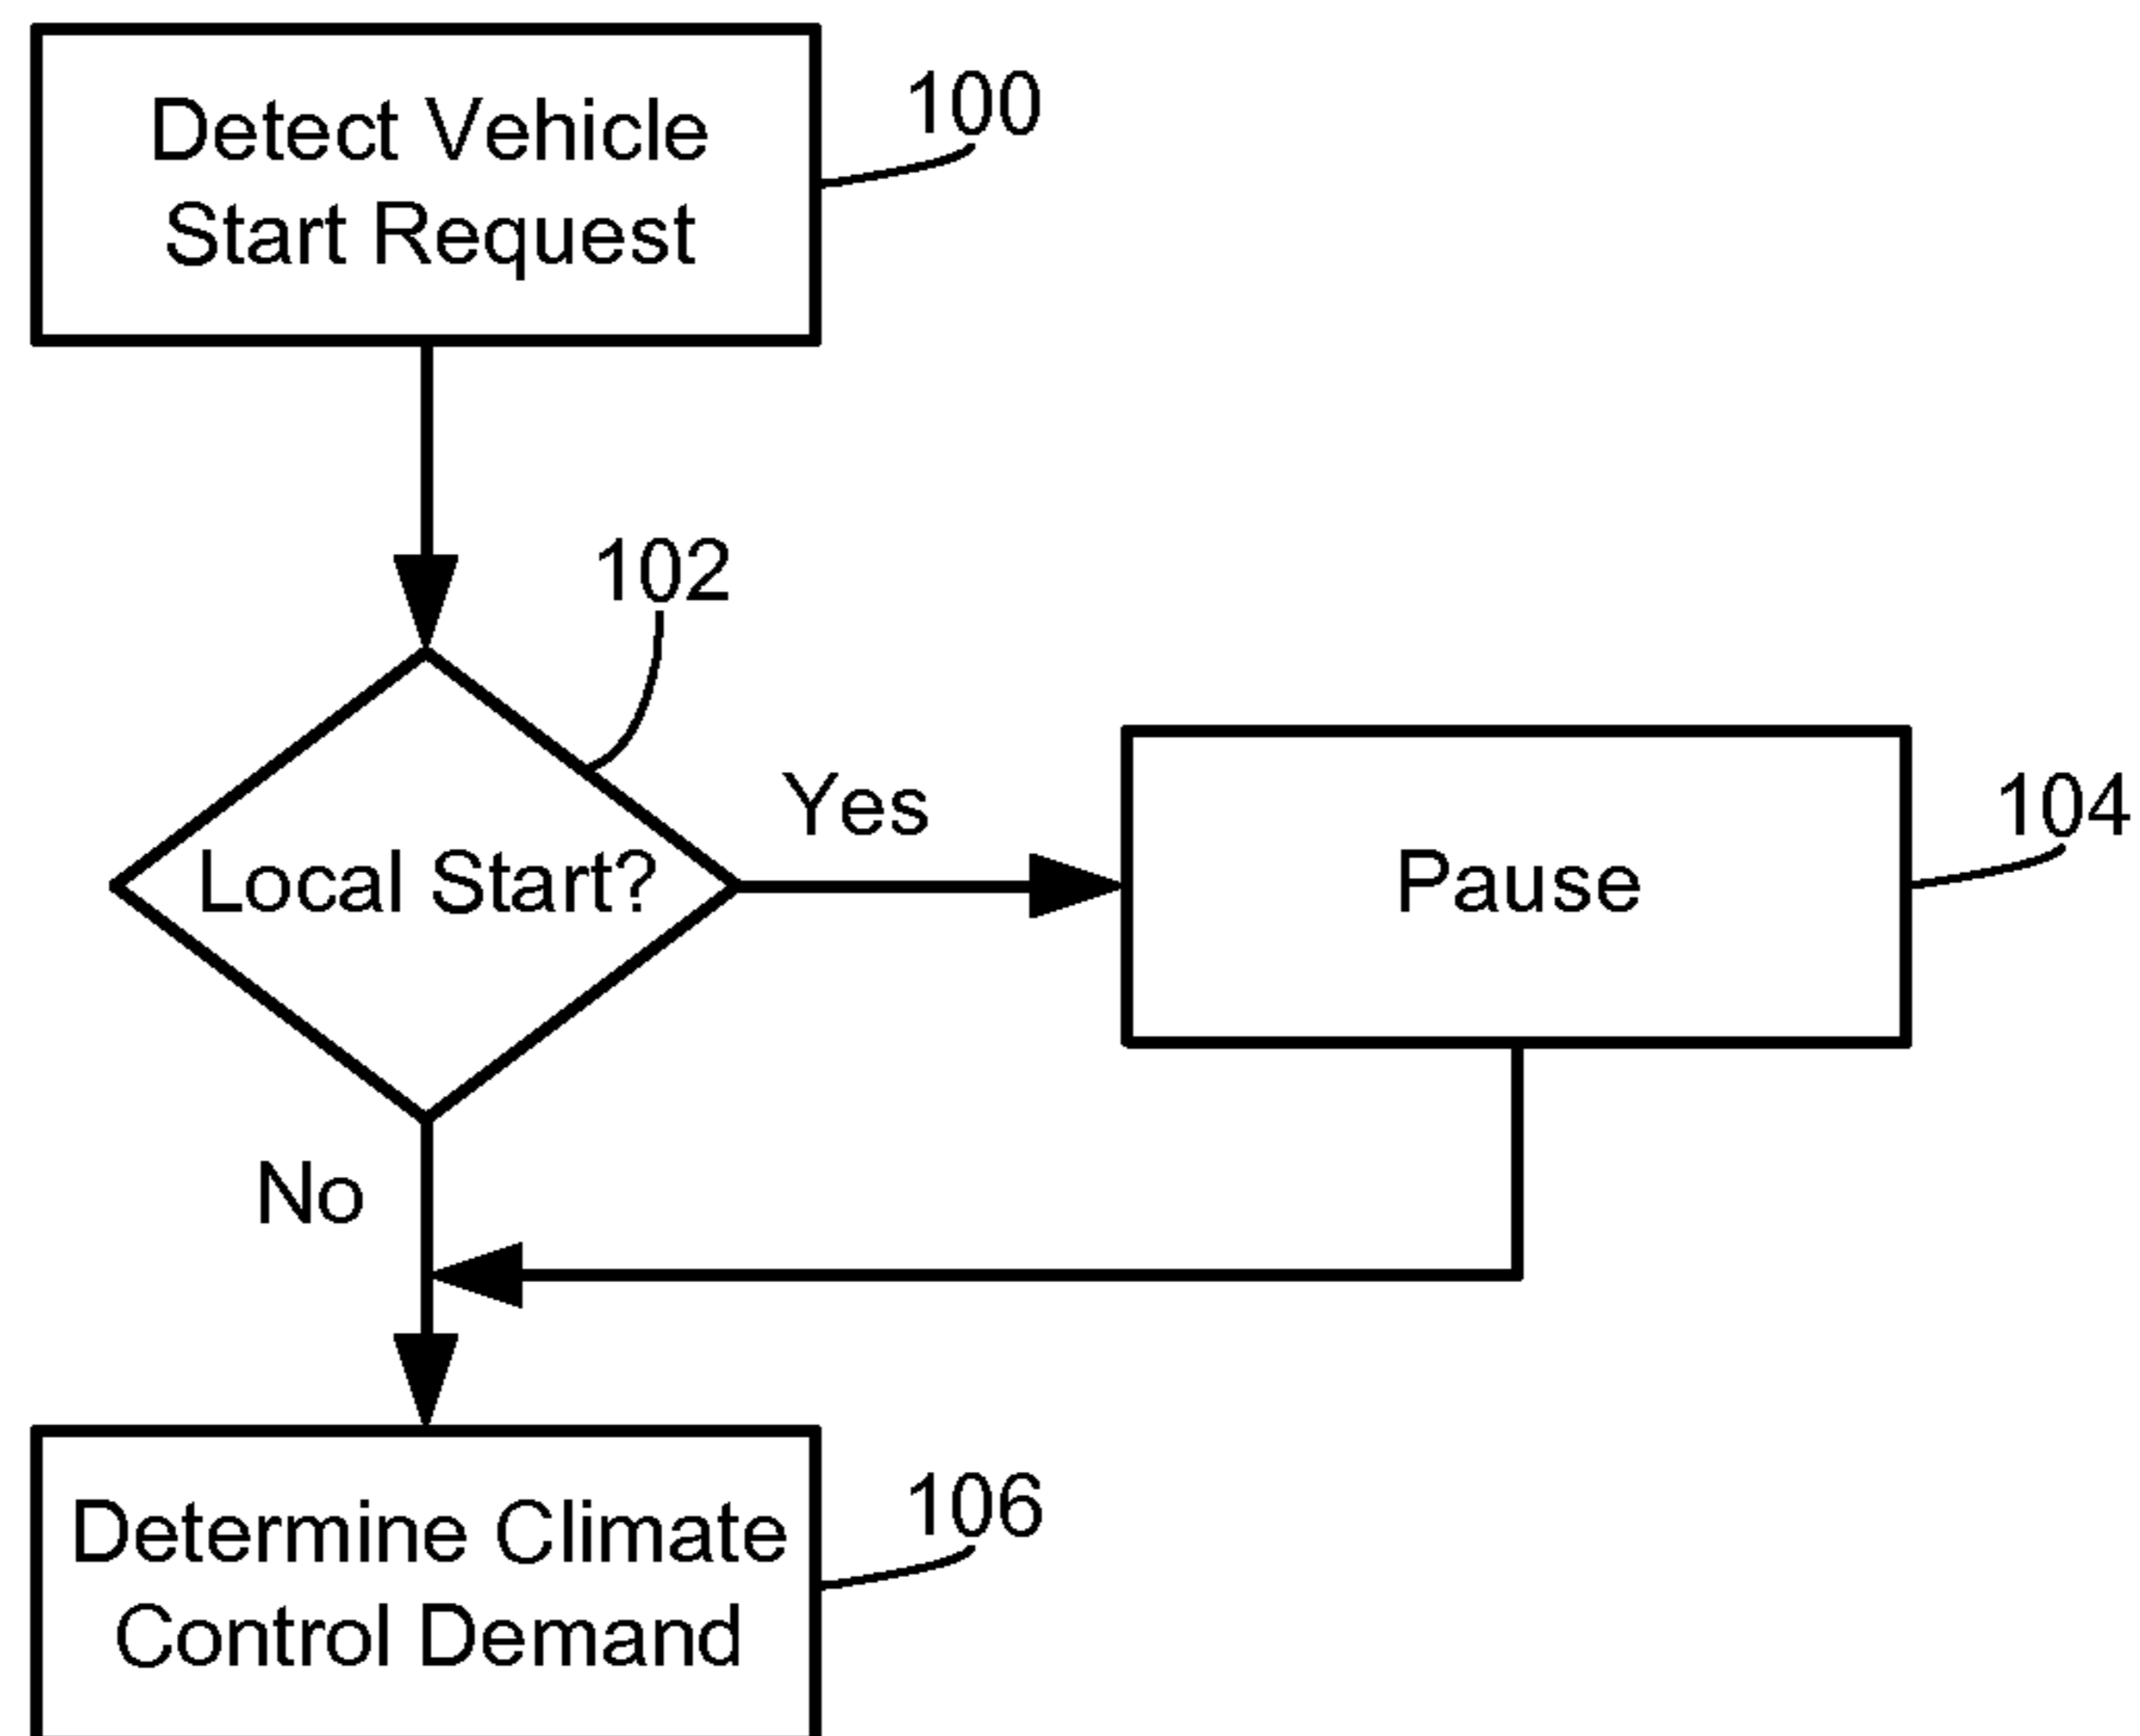 Detect Vehicle
Start Request
100
102
Local Start?
Yes
Pause
104
No
Determine Climate
Control Demand
106